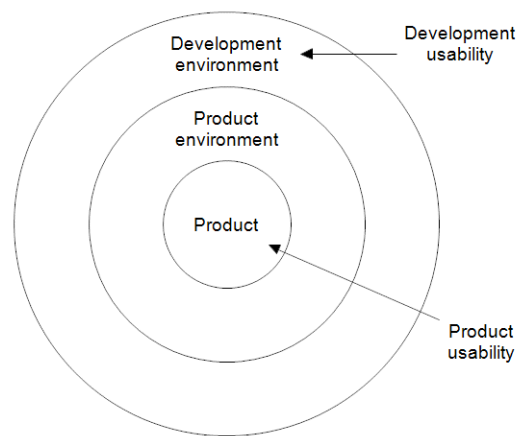 Development
environment
Development
usability
Product
environment
Product
Product
usability